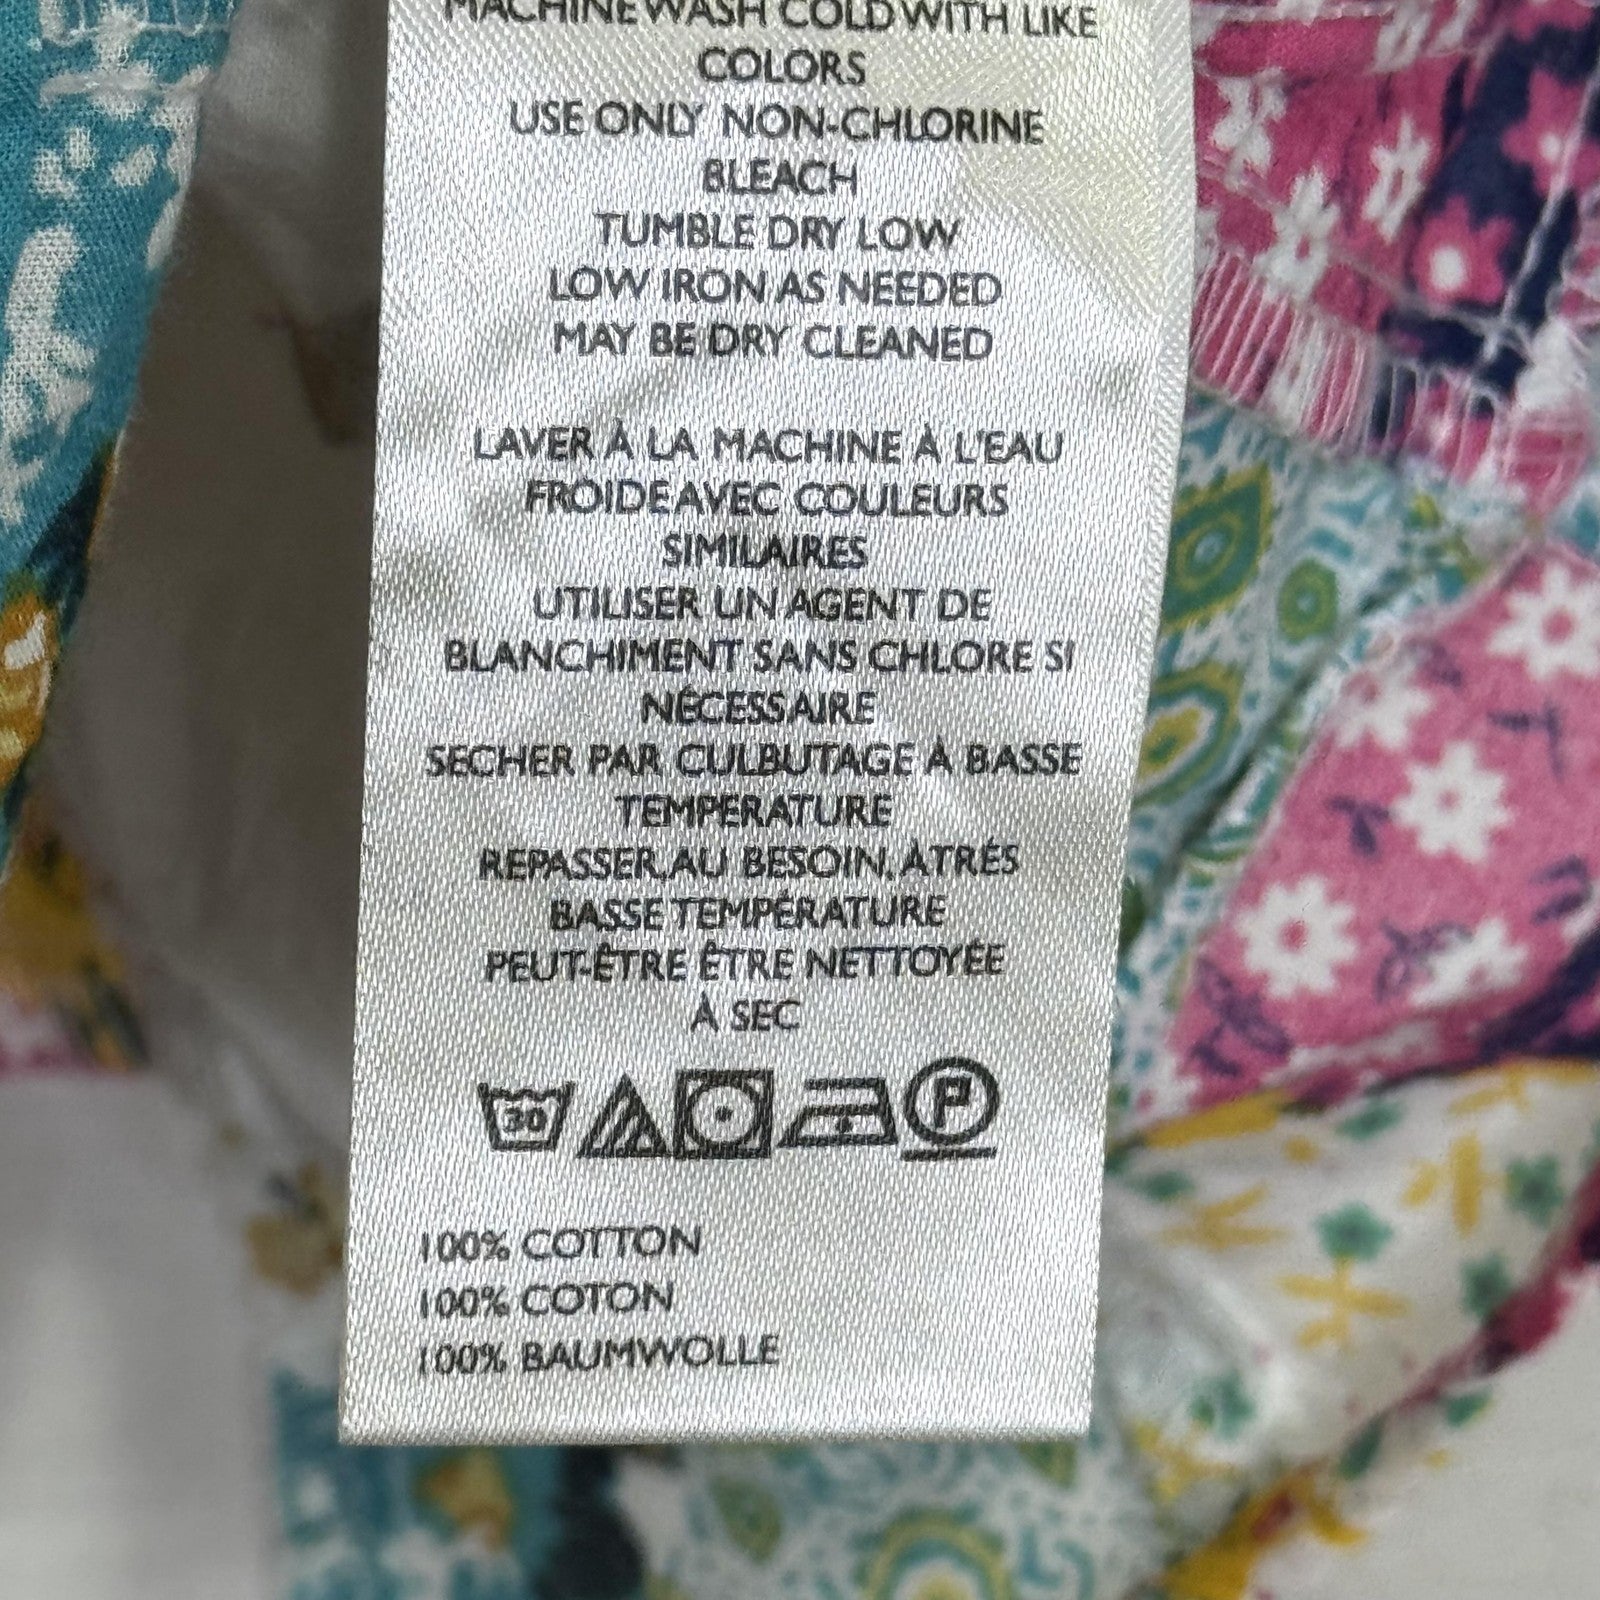 MACHINE WASH COLD WITH LIKE
COLORS
USE ONLY NON-CHLORINE
BLEACH
TUMBLE DRY LOW
LOW IRON AS NEEDED
MAY BE DRY CLEANED
LAVER À LA MACHINE À L'EAU
FROIDE AVEC COULEURS
SIMILAIRES
UTILISER UN AGENT DE
BLANCHIMENT SANS CHLORE SI
NÉCESSAIRE
SECHER PAR CULBUTAGE À BASSE
TEMPERATURE
REPASSER, AU BESOIN, À TRÉS
BASSE TEMPÉRATURE
PEUT-ÊTRE ÊTRE NETTOYÉE
À SEC
30 P
100% COTTON
100% COTON
100% BAUMWOLLE